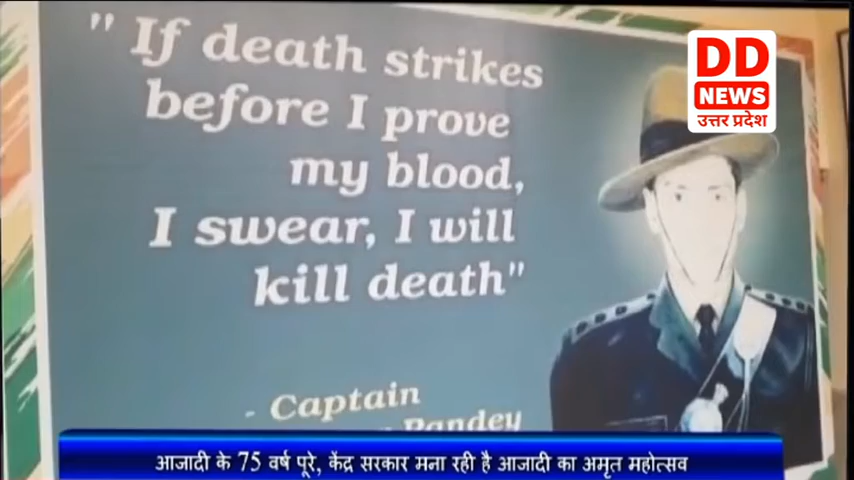 " If death strikes
before I prove
my blood,
I swear, I will
kill death"
- Captain
Pandey
DD
NEWS
उत्तर प्रदेश
आजादी के 75 वर्ष पूरे, केंद्र सरकार मना रही है आजादी का अमृत महोत्सव